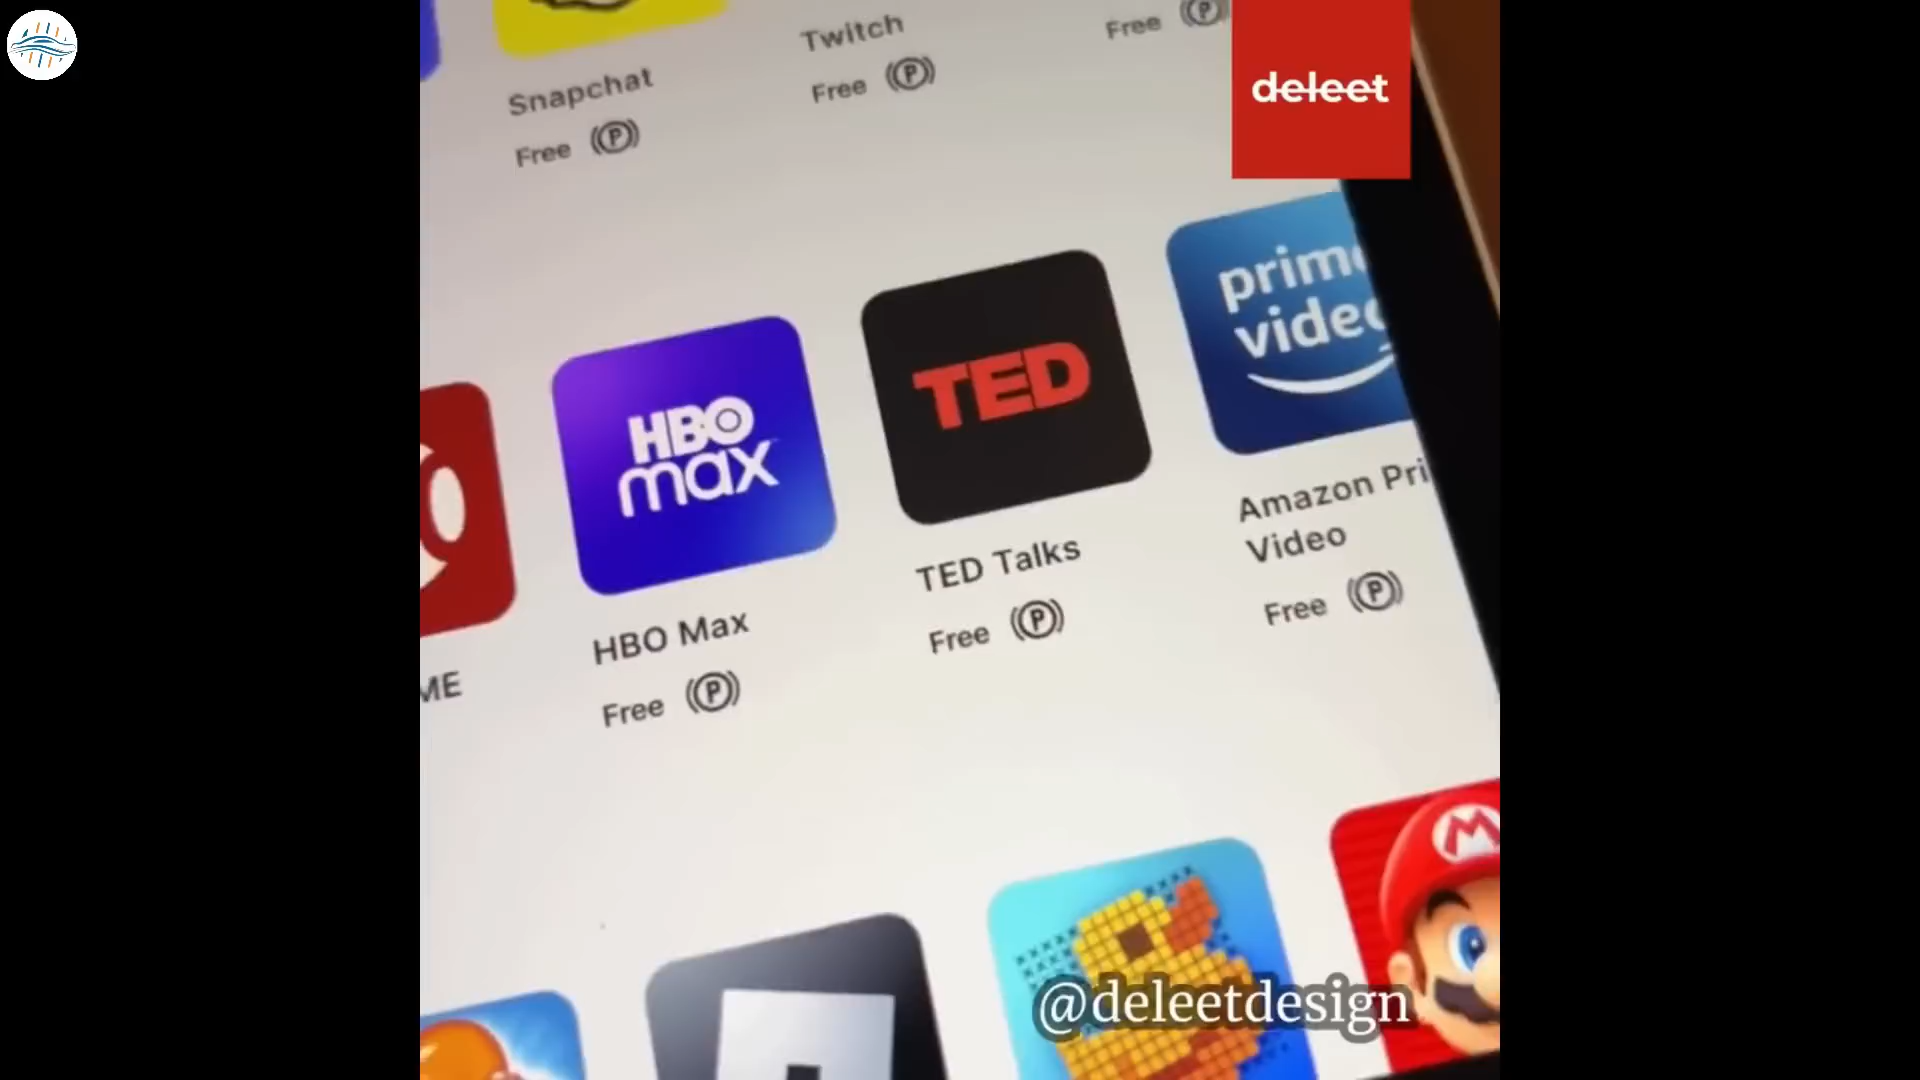 Twitch
Free P
Free P
Snapchat
Free P
deleet
prime
video
HBO
max
TED
Amazon Pri
Video
Free P
TED Talks
Free P
HBO Max
Free P
ME
M
@deleetdesign